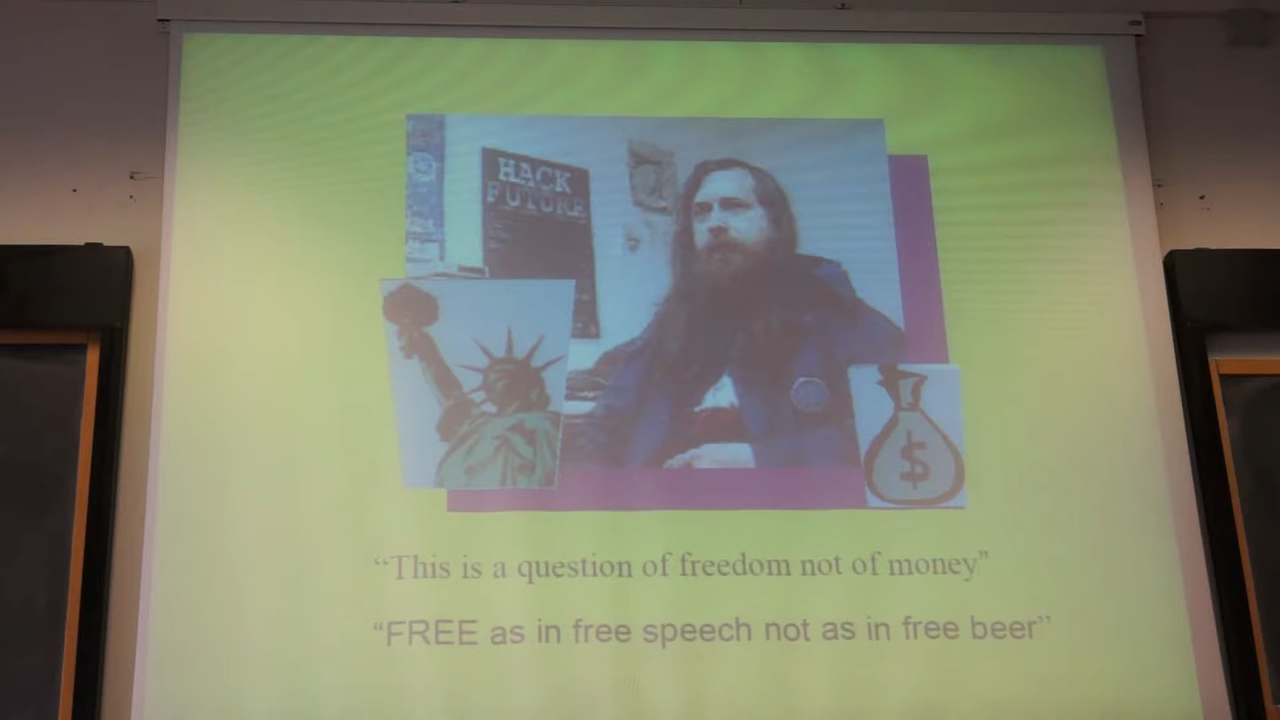 HACK
FUTURE
$
“This is a question of freedom not of money”
“FREE as in free speech not as in free beer”